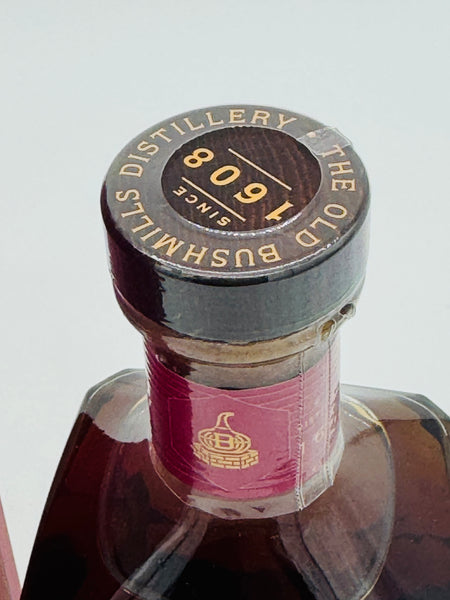 THE OLD BUSHMILLS DISTILLERY
SINCE
1608
B